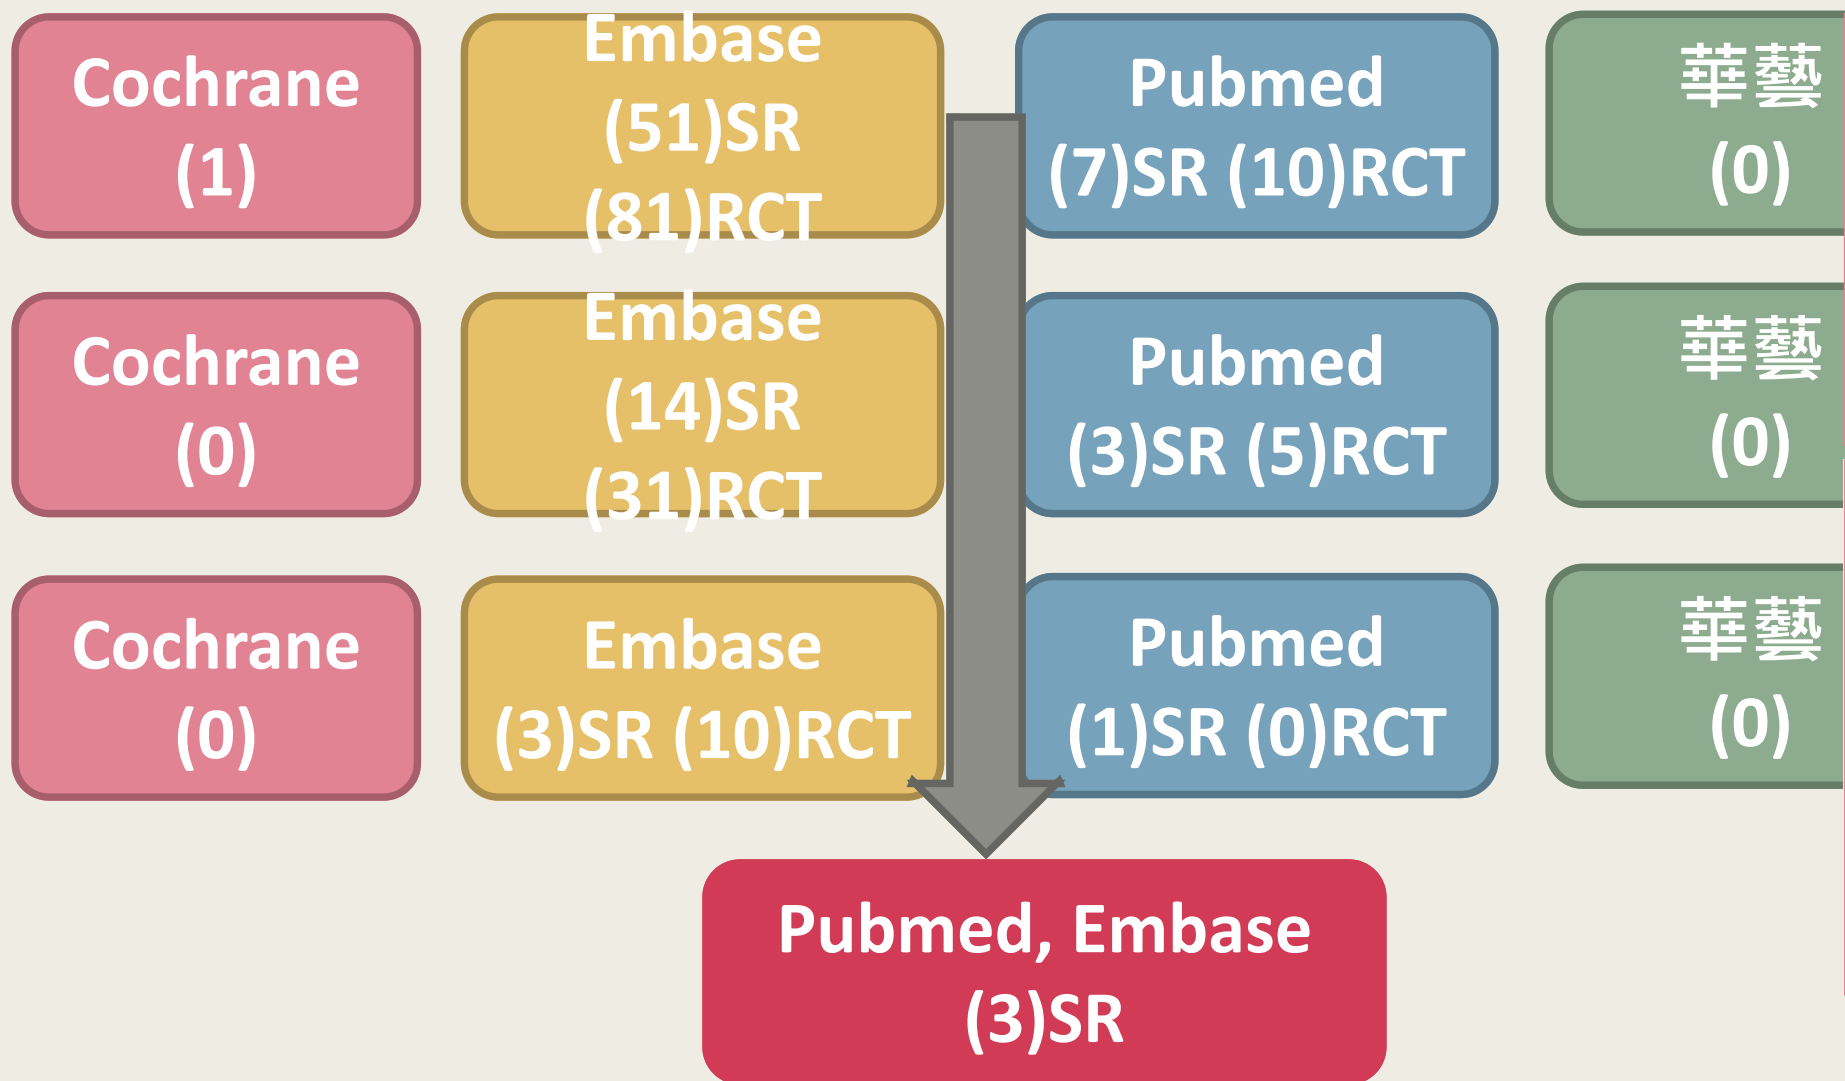 Cochrane
(1)
Embase
(51)SR
(81)RCT
Pubmed
(7)SR (10)RCT
華藝
(0)
Cochrane
(0)
Embase
(14)SR
(31)RCT
Pubmed
(3)SR (5)RCT
華藝
(0)
Cochrane
(0)
Embase
(3)SR (10)RCT
Pubmed
(1)SR (0)RCT
華藝
(0)
Pubmed, Embase
(3)SR